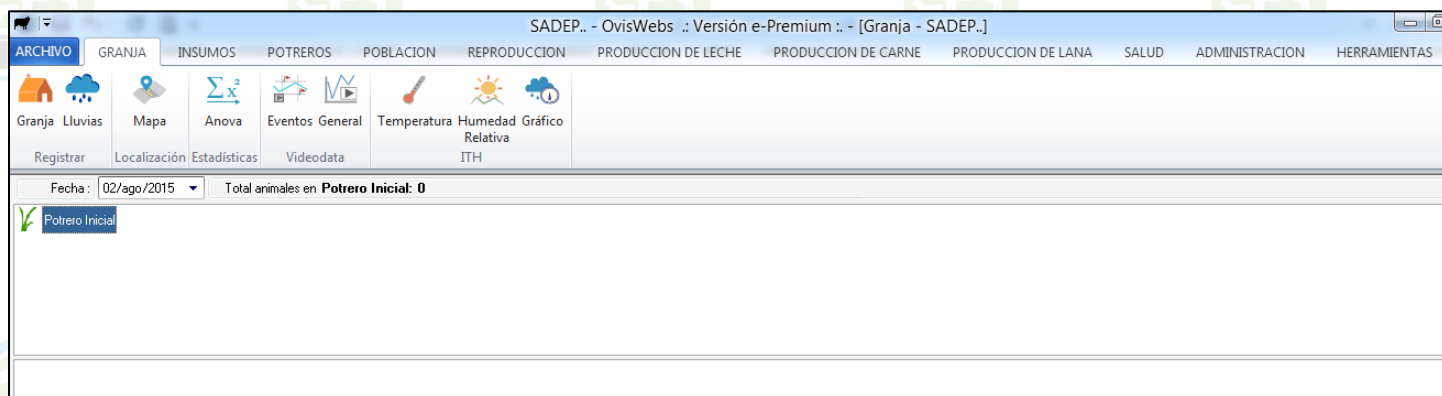 SADEP.. - OvisWebs .: Versión e-Premium :. - [Granja - SADEP..]
ARCHIVO GRANJA INSUMOS POTREROS POBLACION REPRODUCCION PRODUCCION DE LECHE PRODUCCION DE CARNE PRODUCCION DE LANA SALUD ADMINISTRACION HERRAMIENTAS
Σx²
Granja Lluvias Mapa Anova Eventos General Temperatura Humedad Gráfico
Relativa
Registrar Localización Estadísticas Videodata ITH
Fecha: 02/ago/2015 Total animales en Potrero Inicial: 0
Potrero Inicial